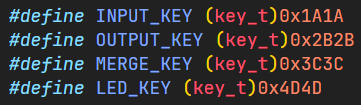 #define INPUT_KEY (key_t)0x1A1A
#define OUTPUT_KEY (key_t)0x2B2B
#define MERGE_KEY (key_t)0x3C3C
#define LED_KEY (key_t)0x4D4D